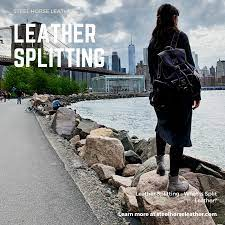 STEEL HORSE LEATHER
LEATHER
SPLITTING
Leather Splitting - What is Split
Leather?
Learn more at steelhorseleather.com